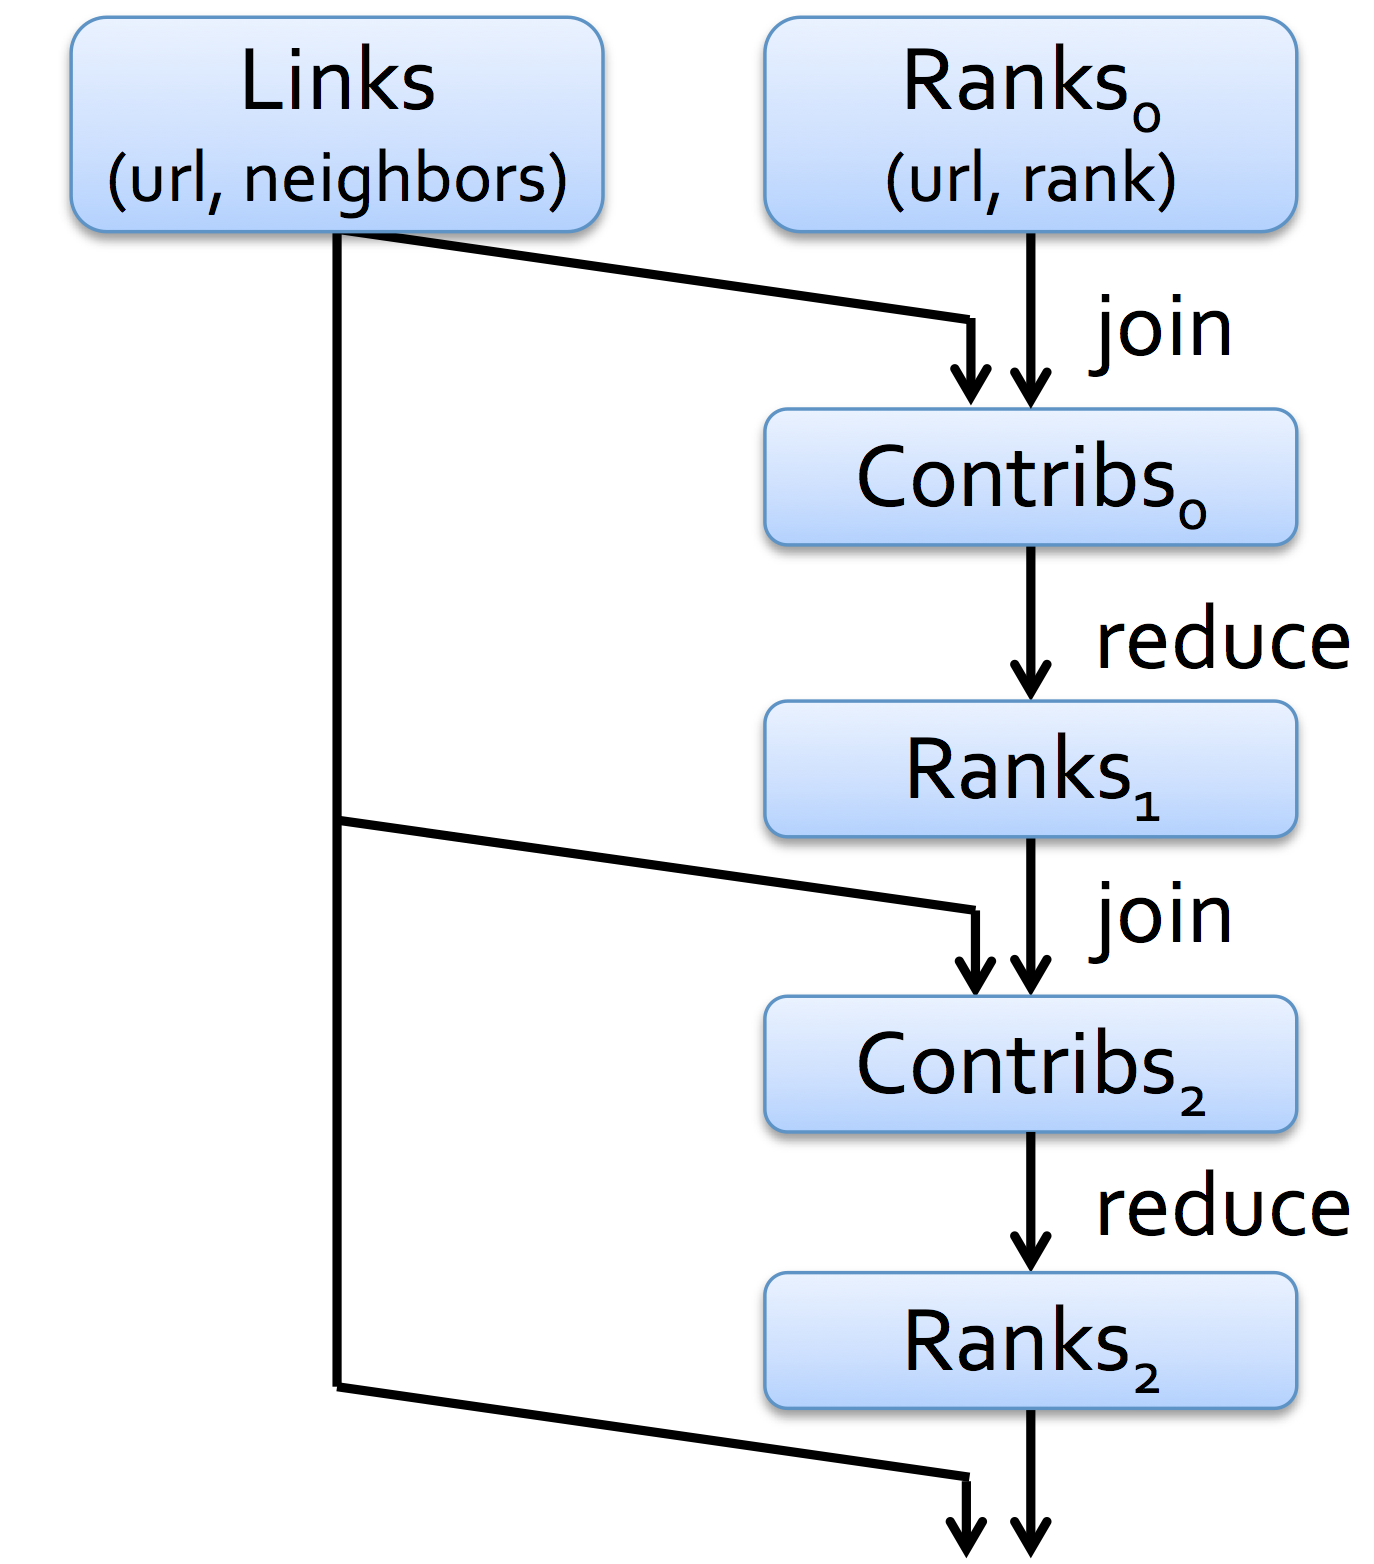 Links
(url, neighbors)
Ranks₀
(url, rank)
join
Contribs₀
reduce
Ranks₁
join
Contribs₂
reduce
Ranks₂